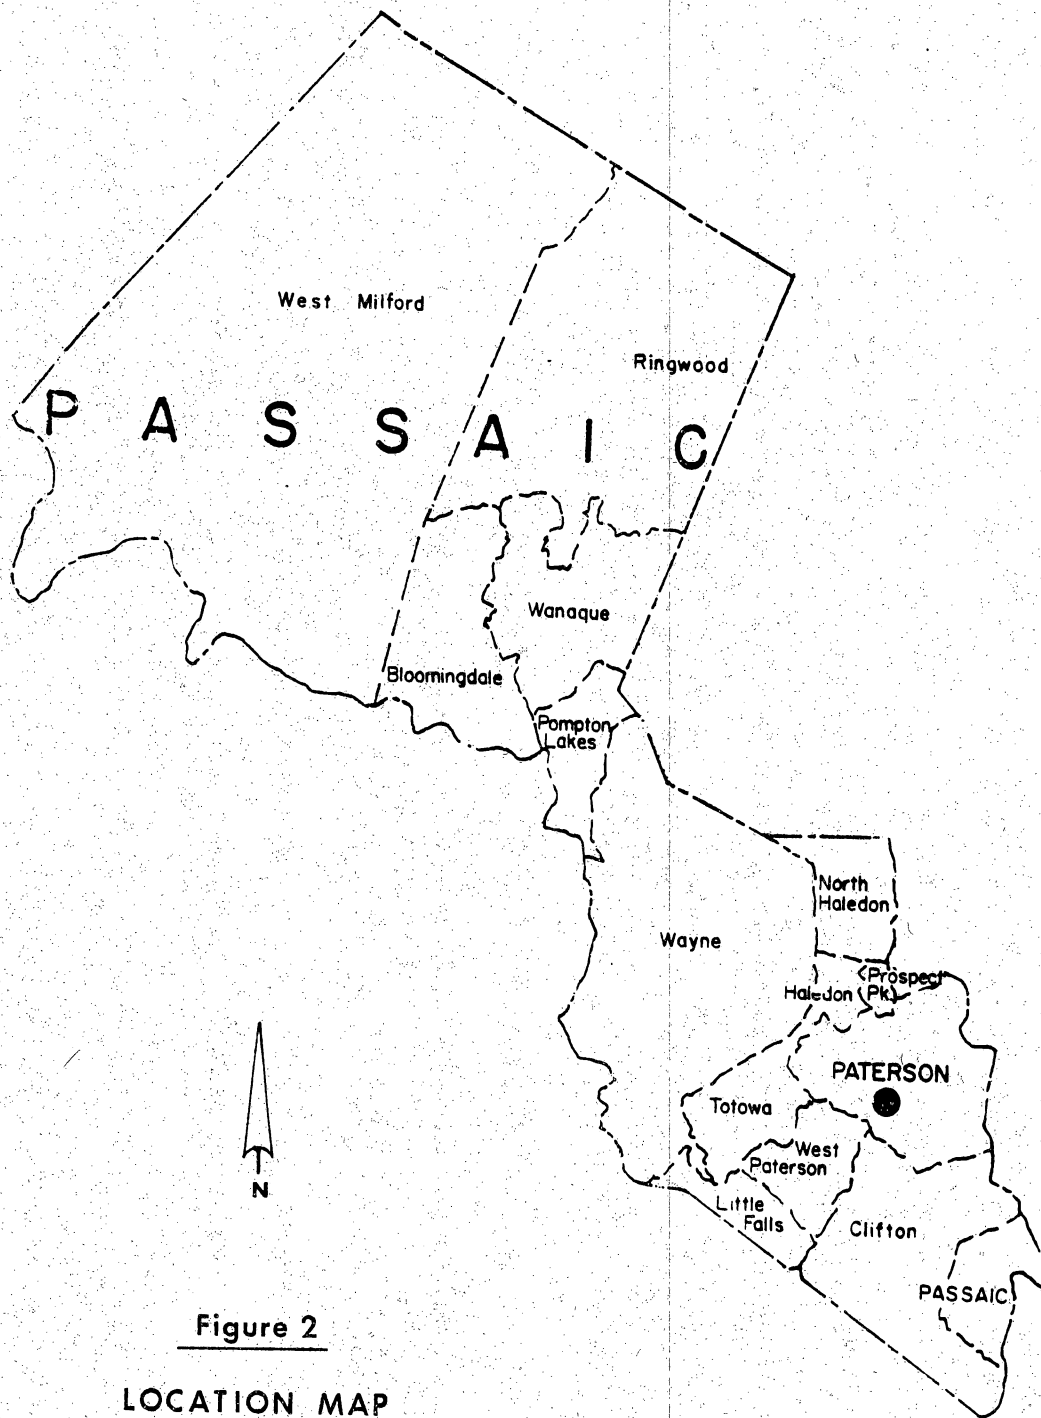 West Milford
Ringwood
PASSAIC
Wanaque
Bloomingdale
Pompton
Lakes
North
Haledon
Wayne
Prospect
Pk.
Haledon
PATERSON
Totowa
West
Paterson
Little
Falls
Clifton
PASSAIC
N
Figure 2
LOCATION MAP